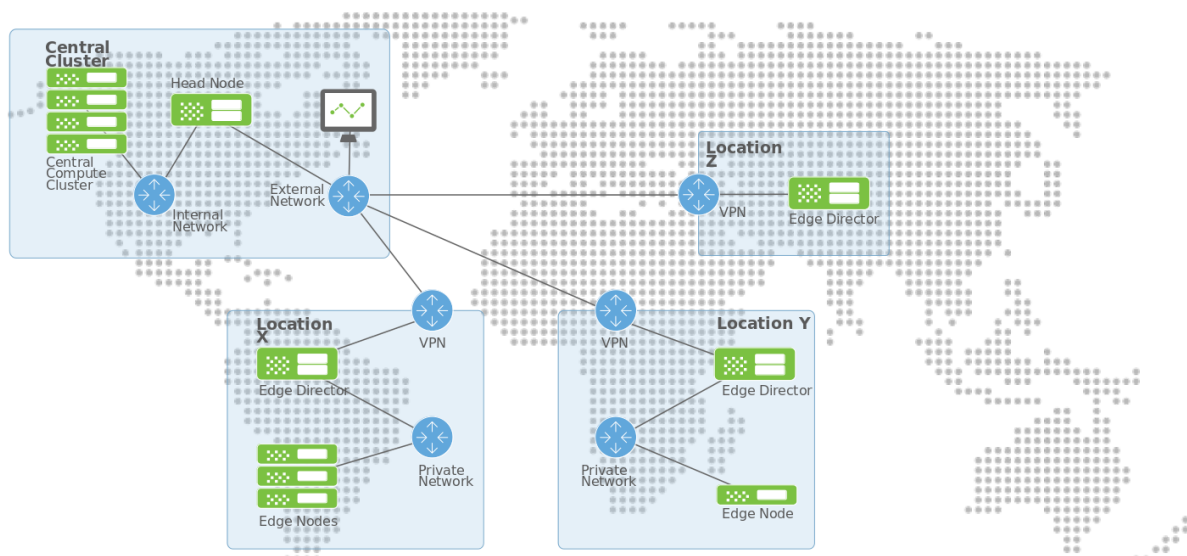 Central
Cluster
Head Node
Central
Compute
Cluster
Internal
Network
External
Network
Location
Z
VPN
Edge Director
Location
X
VPN
Edge Director
Private
Network
Edge Nodes
Location Y
VPN
Edge Director
Private
Network
Edge Node